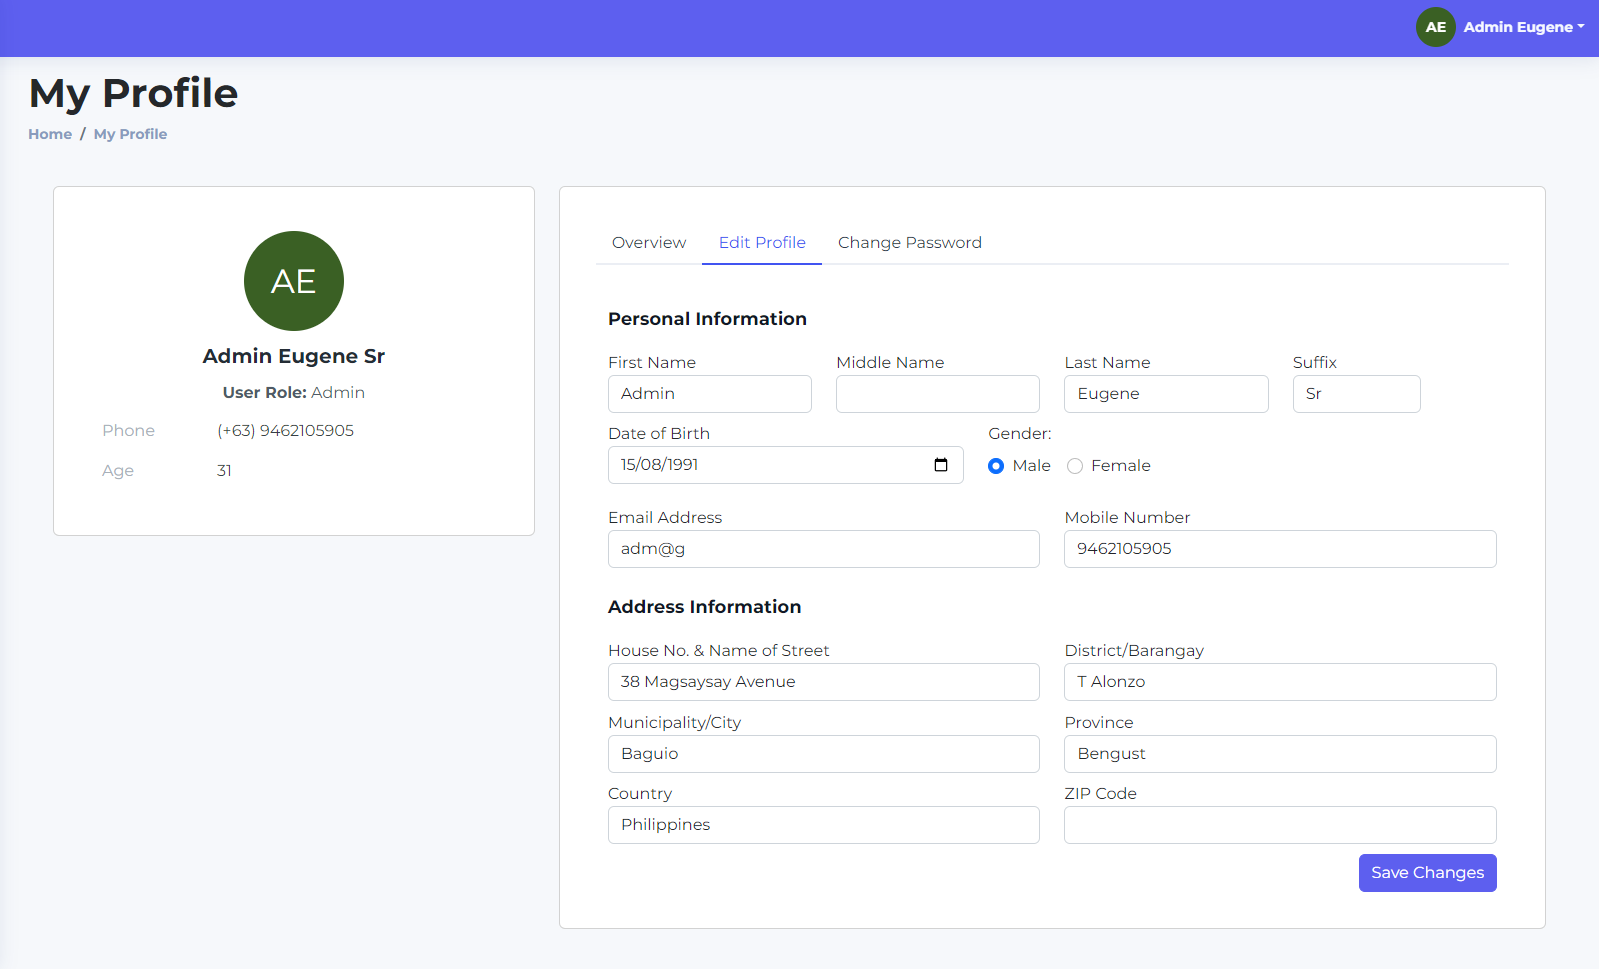 AE Admin Eugene
My Profile
Home / My Profile
AE
Admin Eugene Sr
User Role: Admin
Phone (+63) 9462105905
Age 31
Overview Edit Profile Change Password
Personal Information
First Name Middle Name Last Name Suffix
Admin Eugene Sr
Date of Birth Gender:
15/08/1991 Male Female
Email Address Mobile Number
adm@g 9462105905
Address Information
House No. & Name of Street District/Barangay
38 Magsaysay Avenue T Alonzo
Municipality/City Province
Baguio Bengust
Country ZIP Code
Philippines
Save Changes